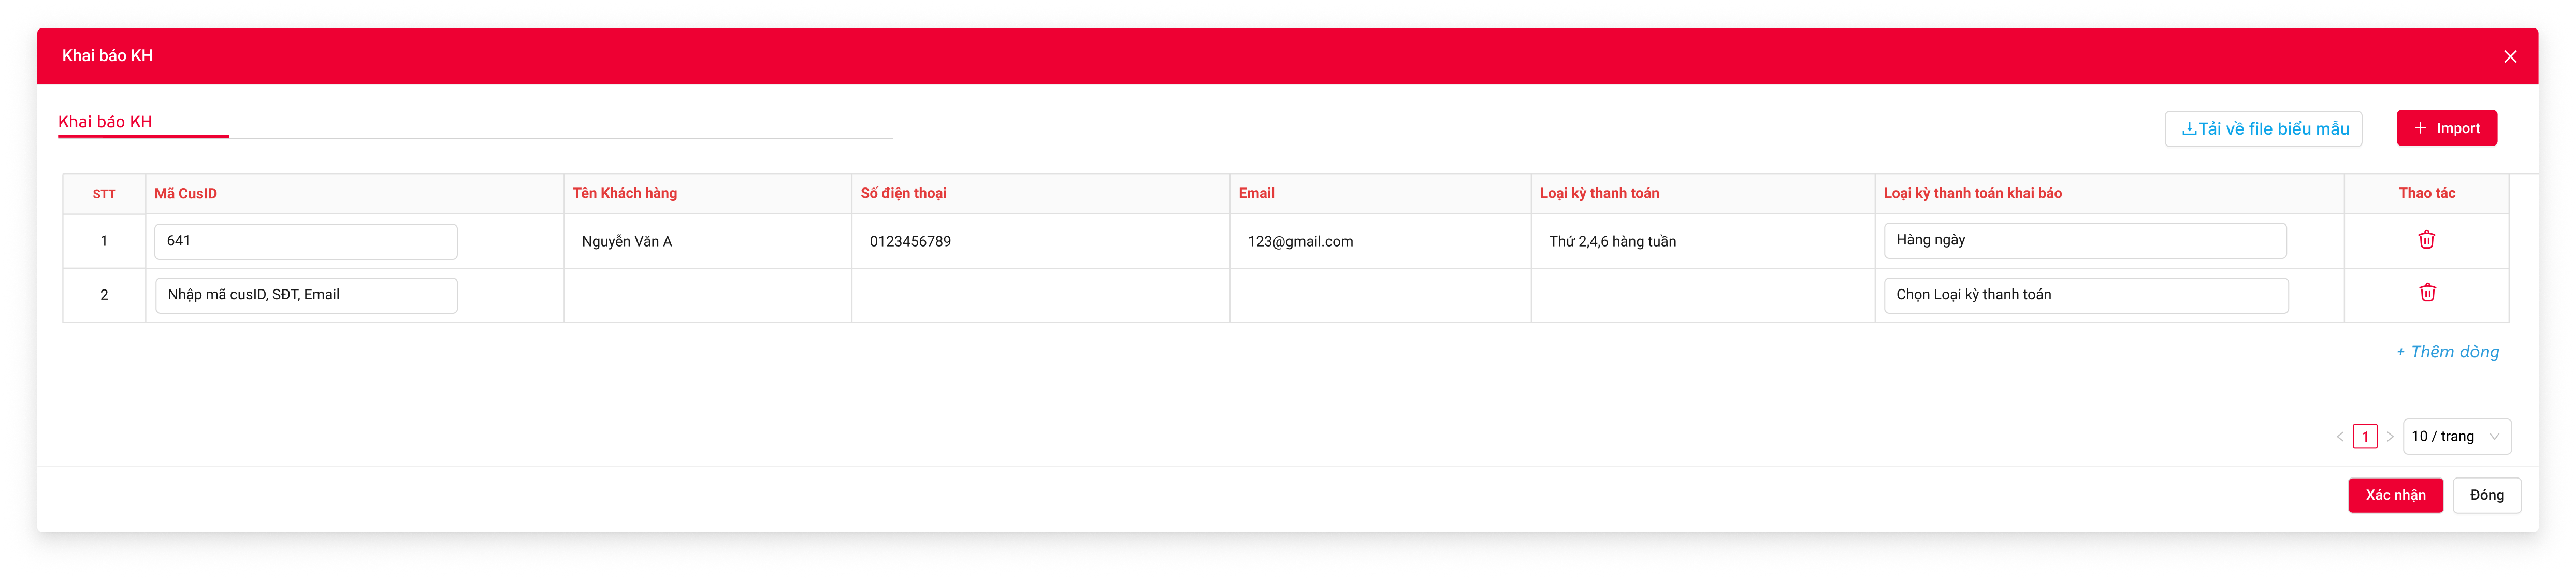 Khai báo KH
Khai báo KH
Tải về file biểu mẫu
+ Import
STT Mã CusID Tên Khách hàng Số điện thoại Email Loại kỳ thanh toán Loại kỳ thanh toán khai báo Thao tác
1 641 Nguyễn Văn A 0123456789 123@gmail.com Thứ 2,4,6 hàng tuần Hàng ngày
2 Nhập mã cusID, SĐT, Email Chọn Loại kỳ thanh toán
+ Thêm dòng
< 1 > 10 / trang
Xác nhận Đóng